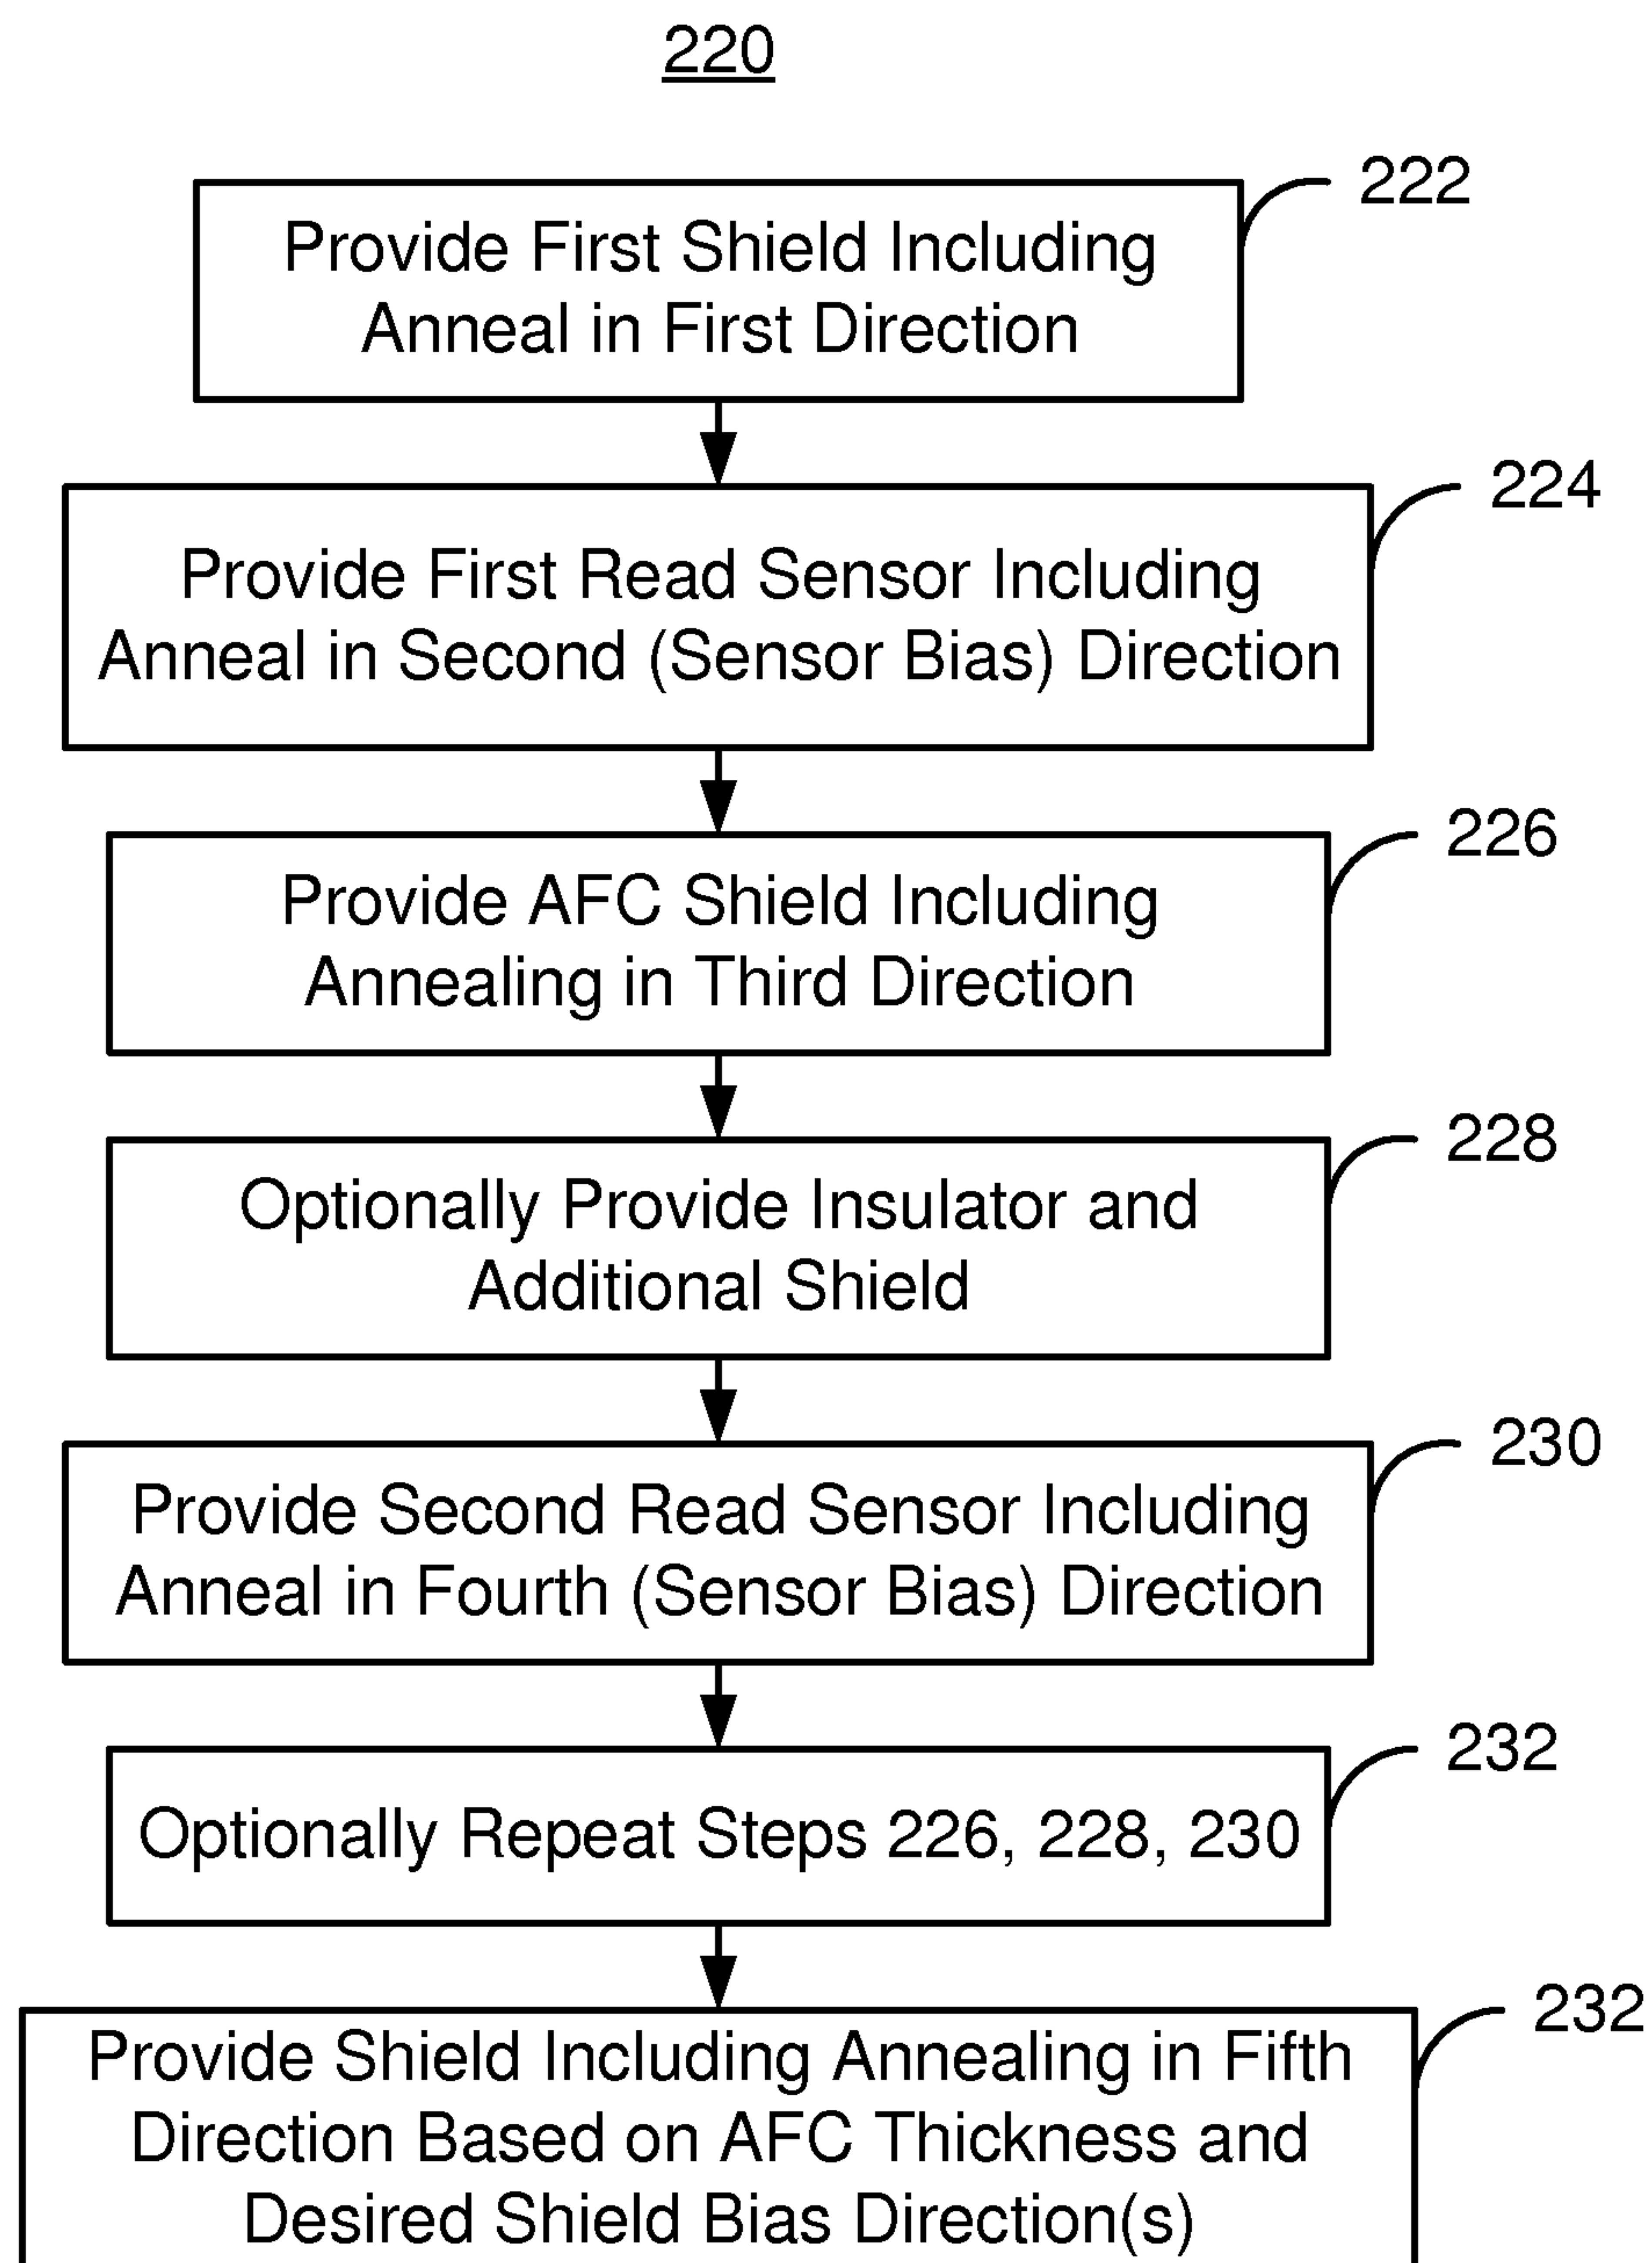 220
222
Provide First Shield Including
Anneal in First Direction
224
Provide First Read Sensor Including
Anneal in Second (Sensor Bias) Direction
226
Provide AFC Shield Including
Annealing in Third Direction
228
Optionally Provide Insulator and
Additional Shield
230
Provide Second Read Sensor Including
Anneal in Fourth (Sensor Bias) Direction
232
Optionally Repeat Steps 226, 228, 230
232
Provide Shield Including Annealing in Fifth
Direction Based on AFC Thickness and
Desired Shield Bias Direction(s)